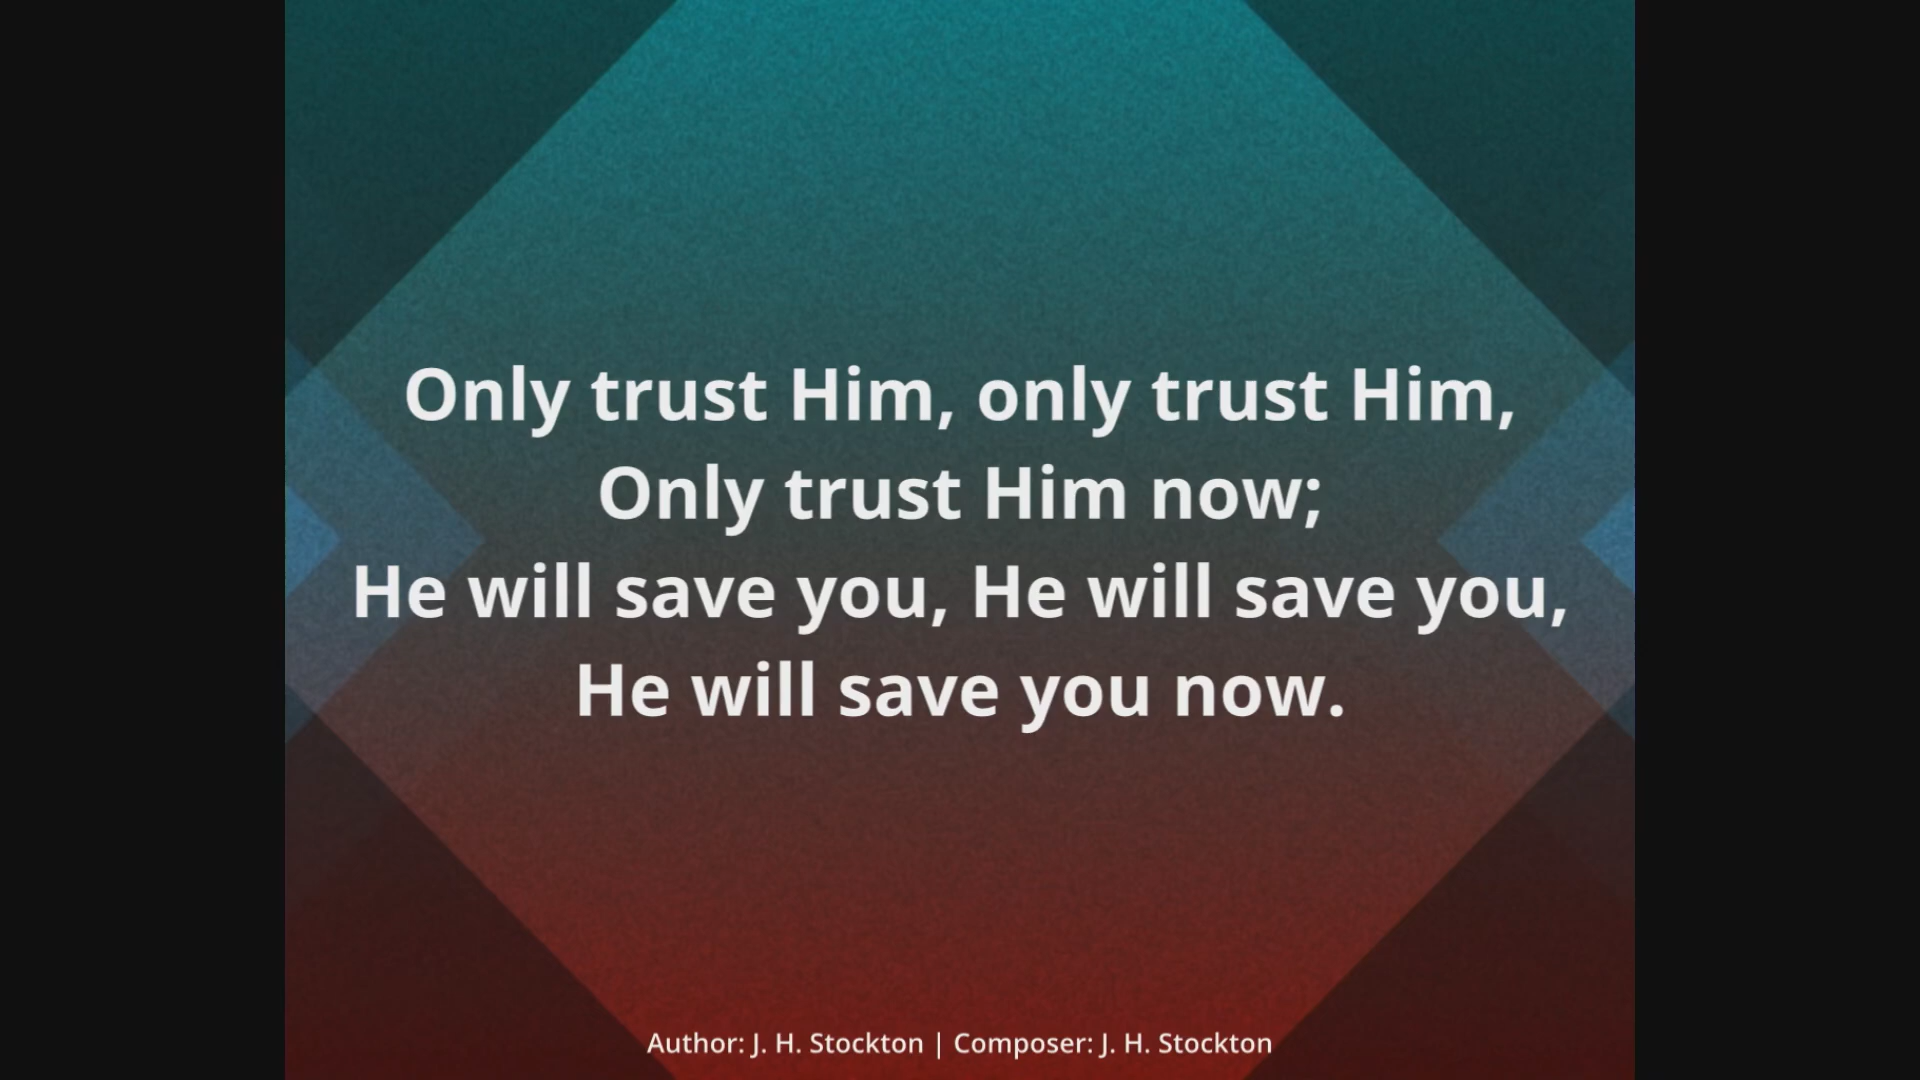 Only trust Him, only trust Him,
Only trust Him now;
He will save you, He will save you,
He will save you now.
Author: J. H. Stockton | Composer: J. H. Stockton